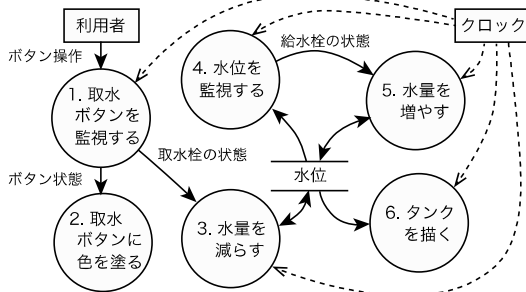 利用者
クロック
ボタン操作
給水栓の状態
4. 水位を
監視する
1. 取水
ボタンを
監視する
5. 水量を
増やす
取水栓の状態
水位
ボタン状態
2. 取水
ボタンに
色を塗る
3. 水量を
減らす
6. タンク
を描く